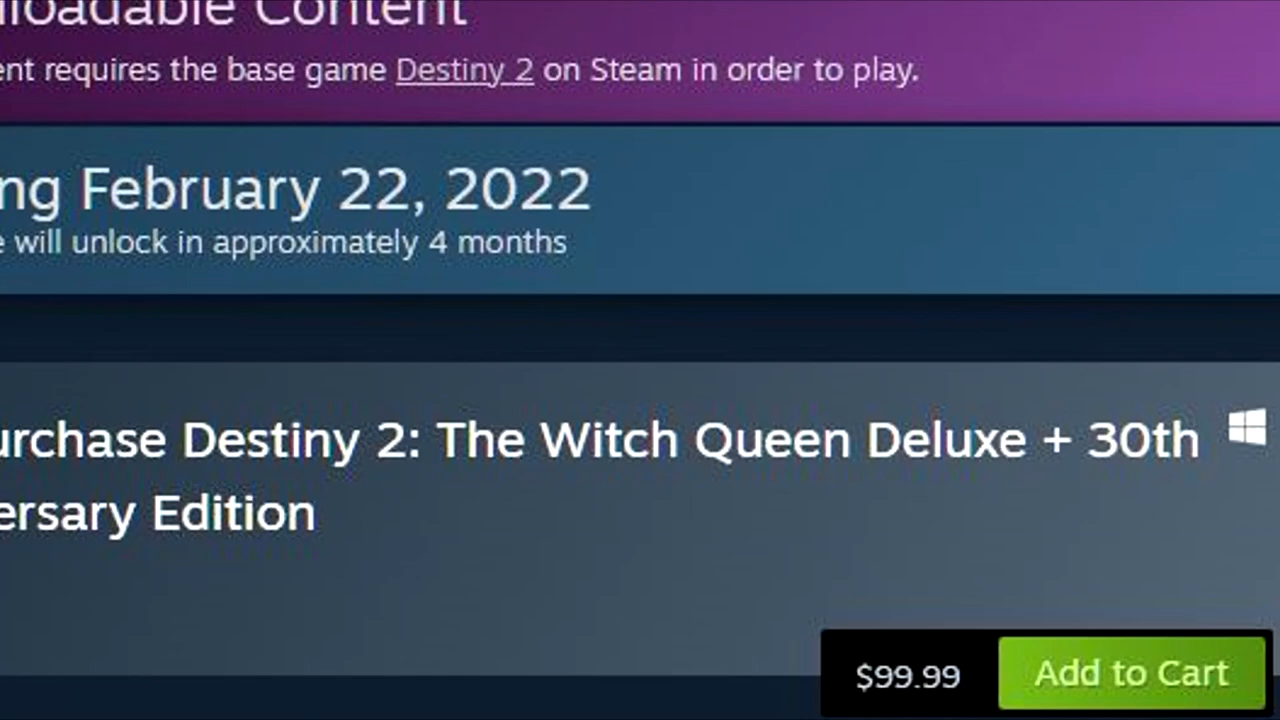 nloadable Content
ent requires the base game Destiny 2 on Steam in order to play.
ng February 22, 2022
e will unlock in approximately 4 months
urchase Destiny 2: The Witch Queen Deluxe + 30th
ersary Edition
$99.99 Add to Cart